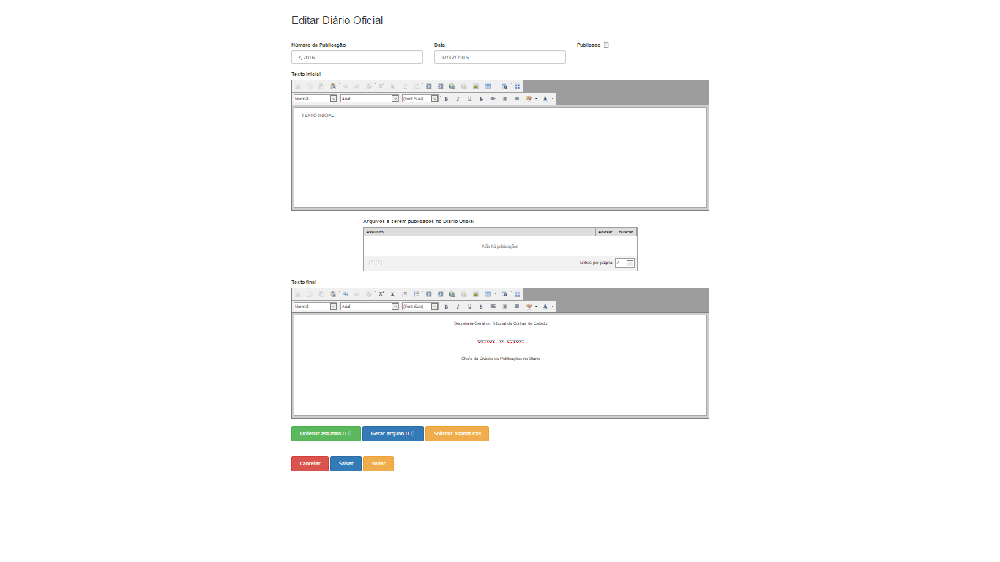 Editar Diário Oficial
Número da Publicação Data Publicado
2/2016 07/12/2016
Texto inicial
Normal Arial (Font Size) B I U S A
TEXTO INICIAL
Arquivos a serem publicados no Diário Oficial
Assunto Anexar Buscar
Não há publicações
Linhas por página: 7
Texto final
Normal Arial (Font Size) B I U S A
Secretaria Geral do Tribunal de Contas do Estado
Chefe da Divisão de Publicações no Diário
Ordenar assuntos D.O. Gerar arquivo D.O. Solicitar assinaturas
Cancelar Salvar Voltar